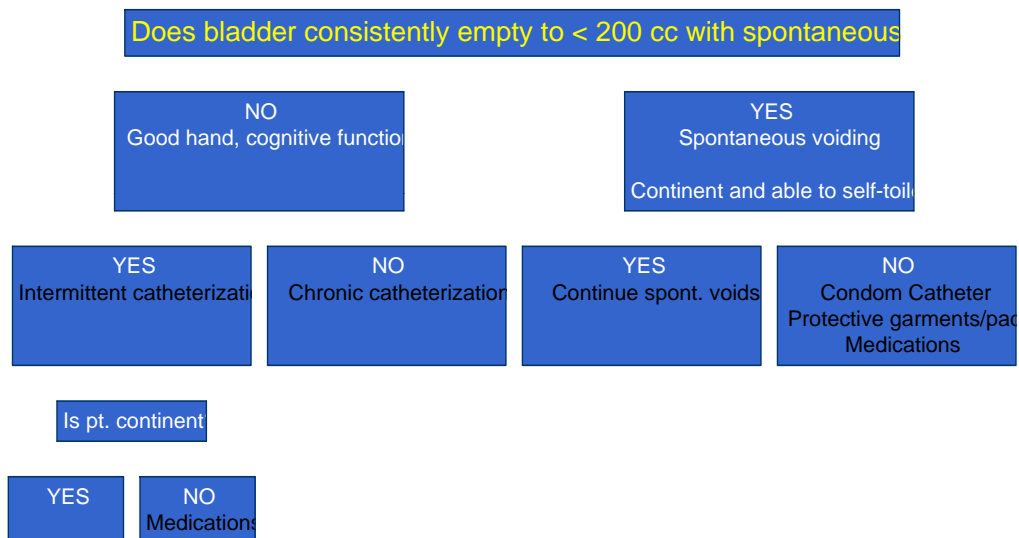 Does bladder consistently empty to < 200 cc with spontaneous
NO
Good hand, cognitive function
YES
Spontaneous voiding
Continent and able to self-toile
YES
Intermittent catheterizati
NO
Chronic catheterization
YES
Continue spont. voids
NO
Condom Catheter
Protective garments/pad
Medications
Is pt. continent
YES
NO
Medications